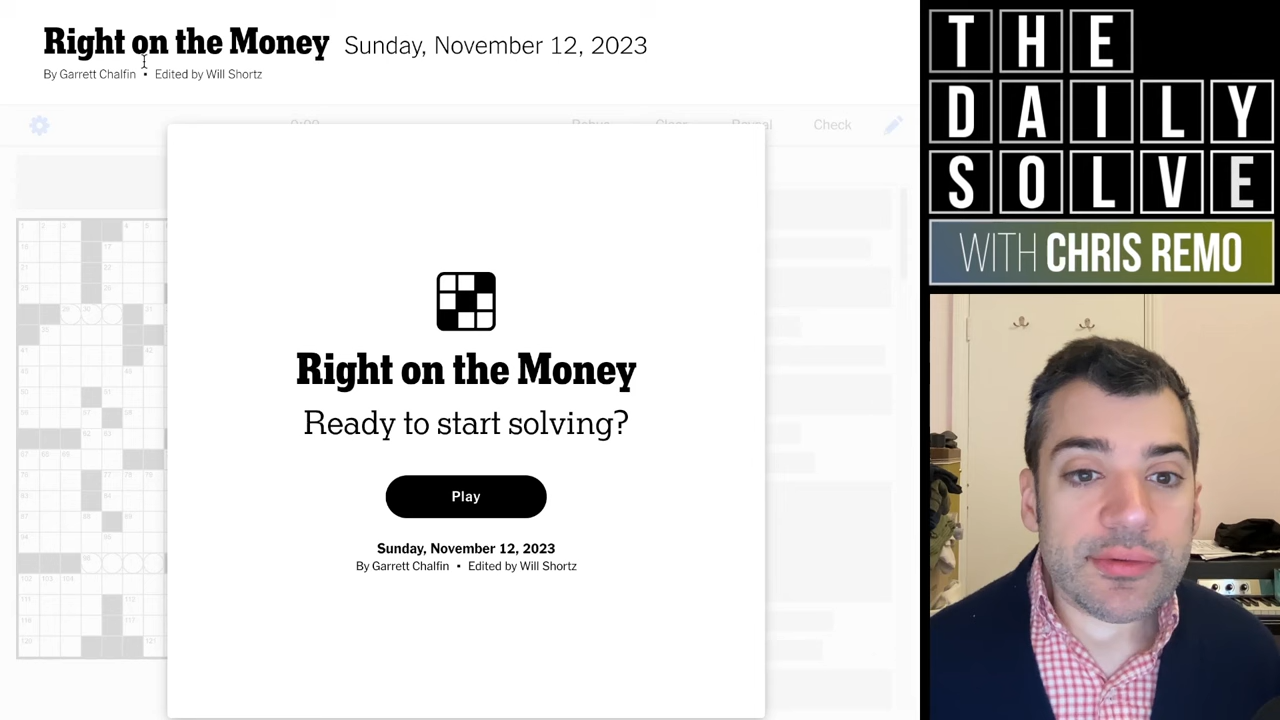 Right on the Money Sunday, November 12, 2023
By Garrett Chalfin • Edited by Will Shortz
Check
Right on the Money
Ready to start solving?
Play
Sunday, November 12, 2023
By Garrett Chalfin • Edited by Will Shortz
THE
DAILY
SOLVE
WITH CHRIS REMO